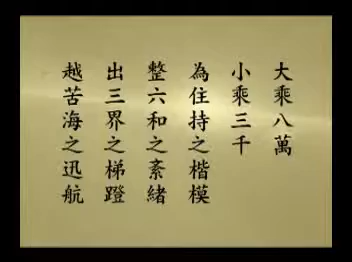 大乘八萬
小乘三千
為住持之楷模
整六和之紊緒
出三界之梯蹬
越苦海之迅航